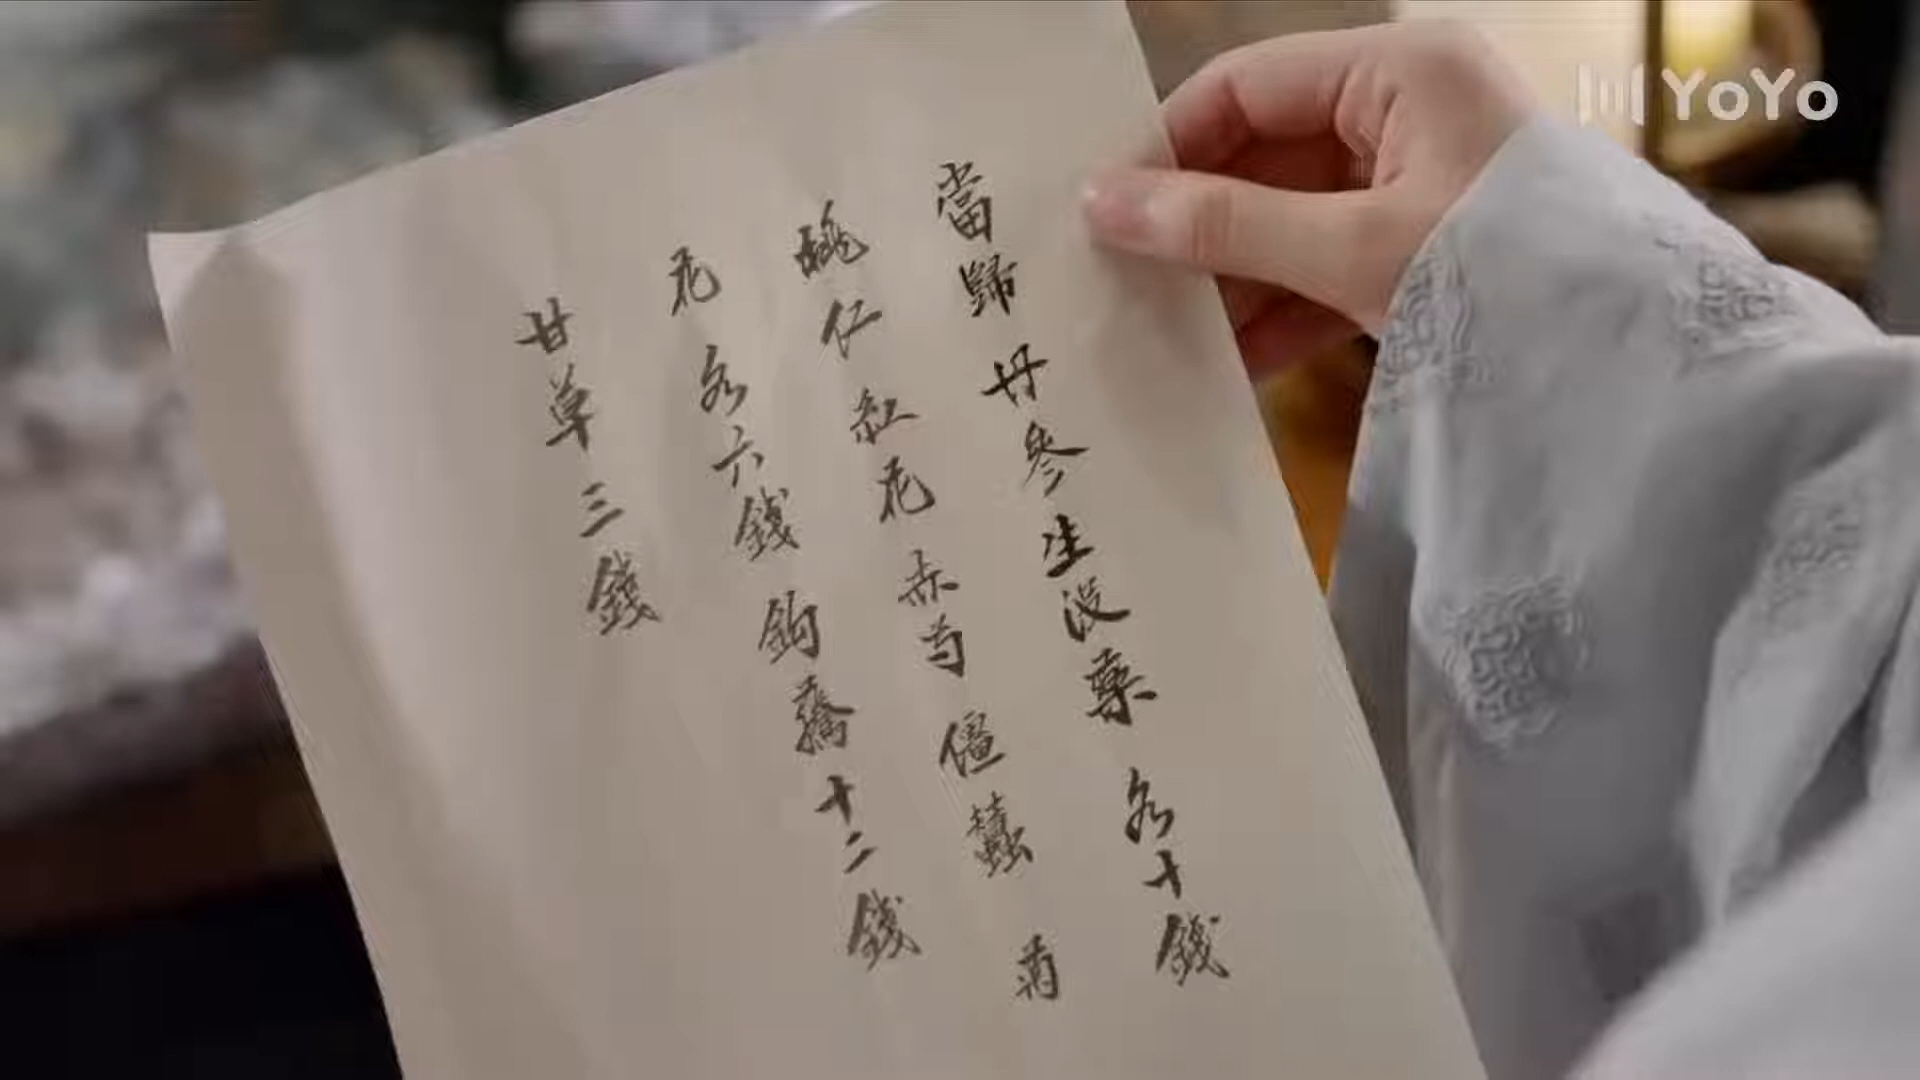 當歸 丹參 生沒藥 各十錢
桃仁 紅花 赤芍 僵蠶 菊
花 各六錢 鉤藤十二錢
甘草三錢
YoYo